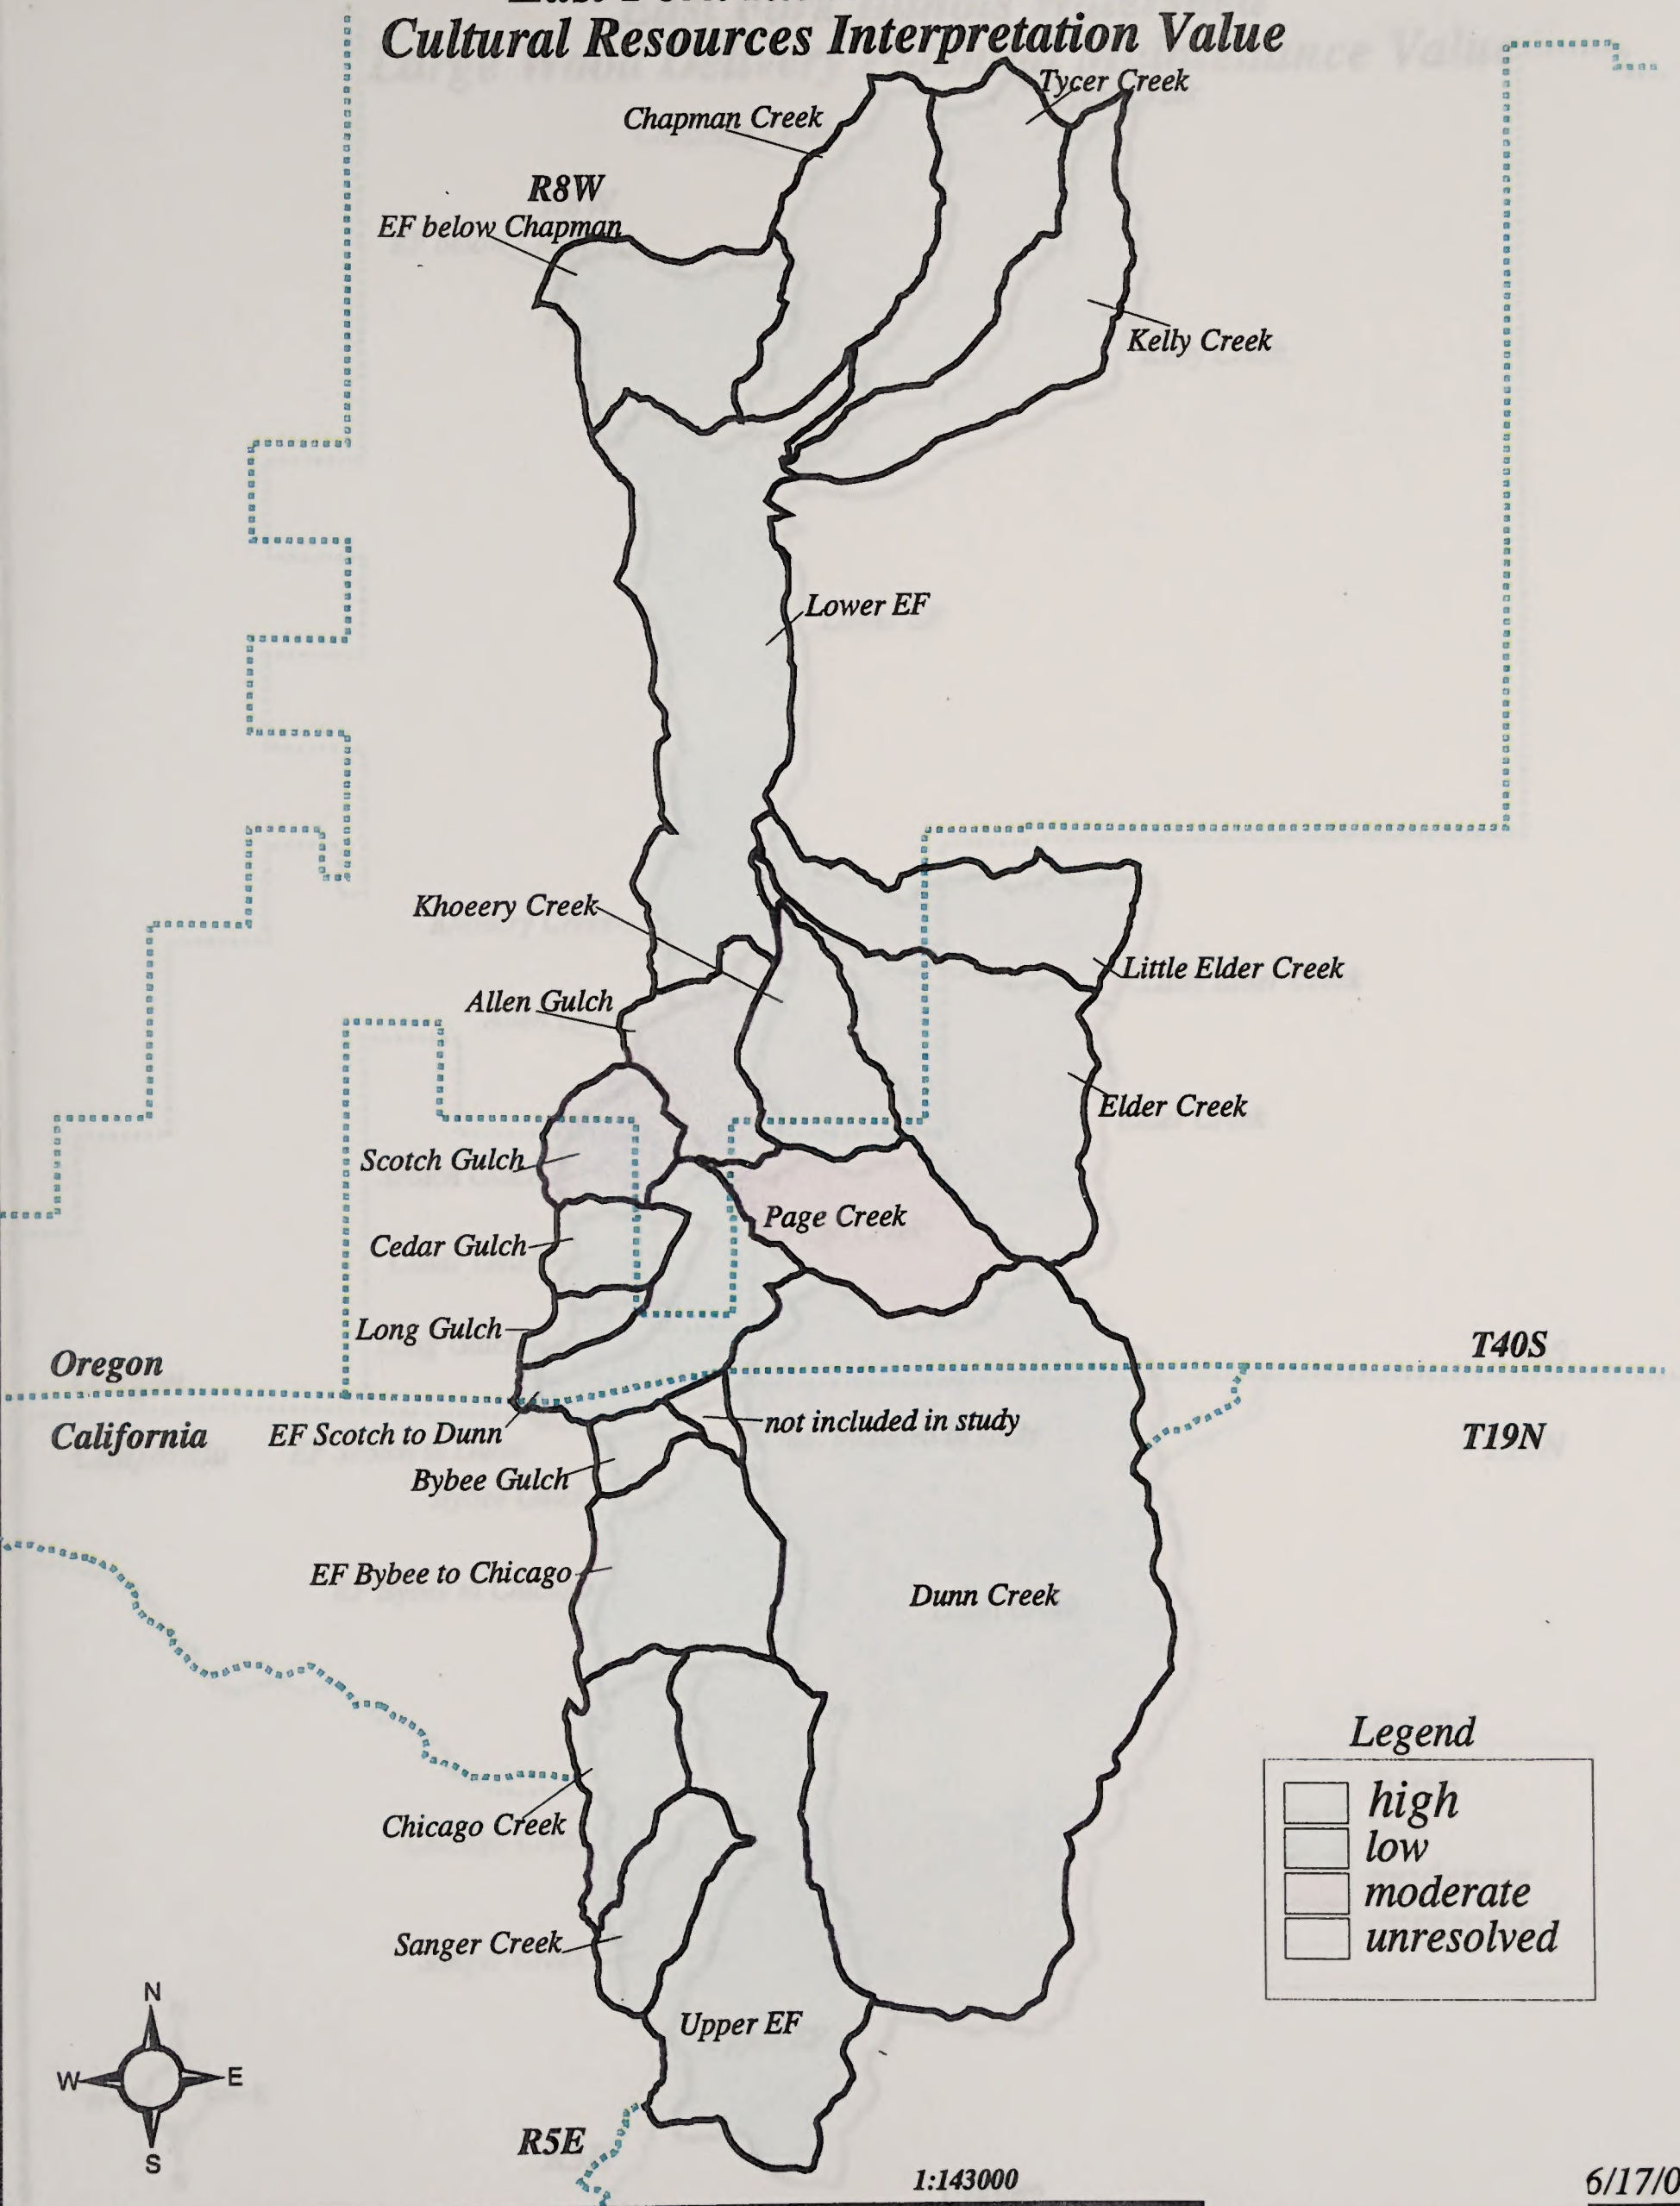 Cultural Resources Interpretation Value
Tycer Creek
Chapman Creek
R8W
EF below Chapman
Kelly Creek
Lower EF
Khoeery Creek
Little Elder Creek
Allen Gulch
Elder Creek
Scotch Gulch
Page Creek
Cedar Gulch
Long Gulch
Oregon
T40S
California
EF Scotch to Dunn
not included in study
T19N
Bybee Gulch
EF Bybee to Chicago
Dunn Creek
Legend
high
low
moderate
unresolved
Chicago Creek
Sanger Creek
Upper EF
N
W
E
S
R5E
1:143000
6/17/0